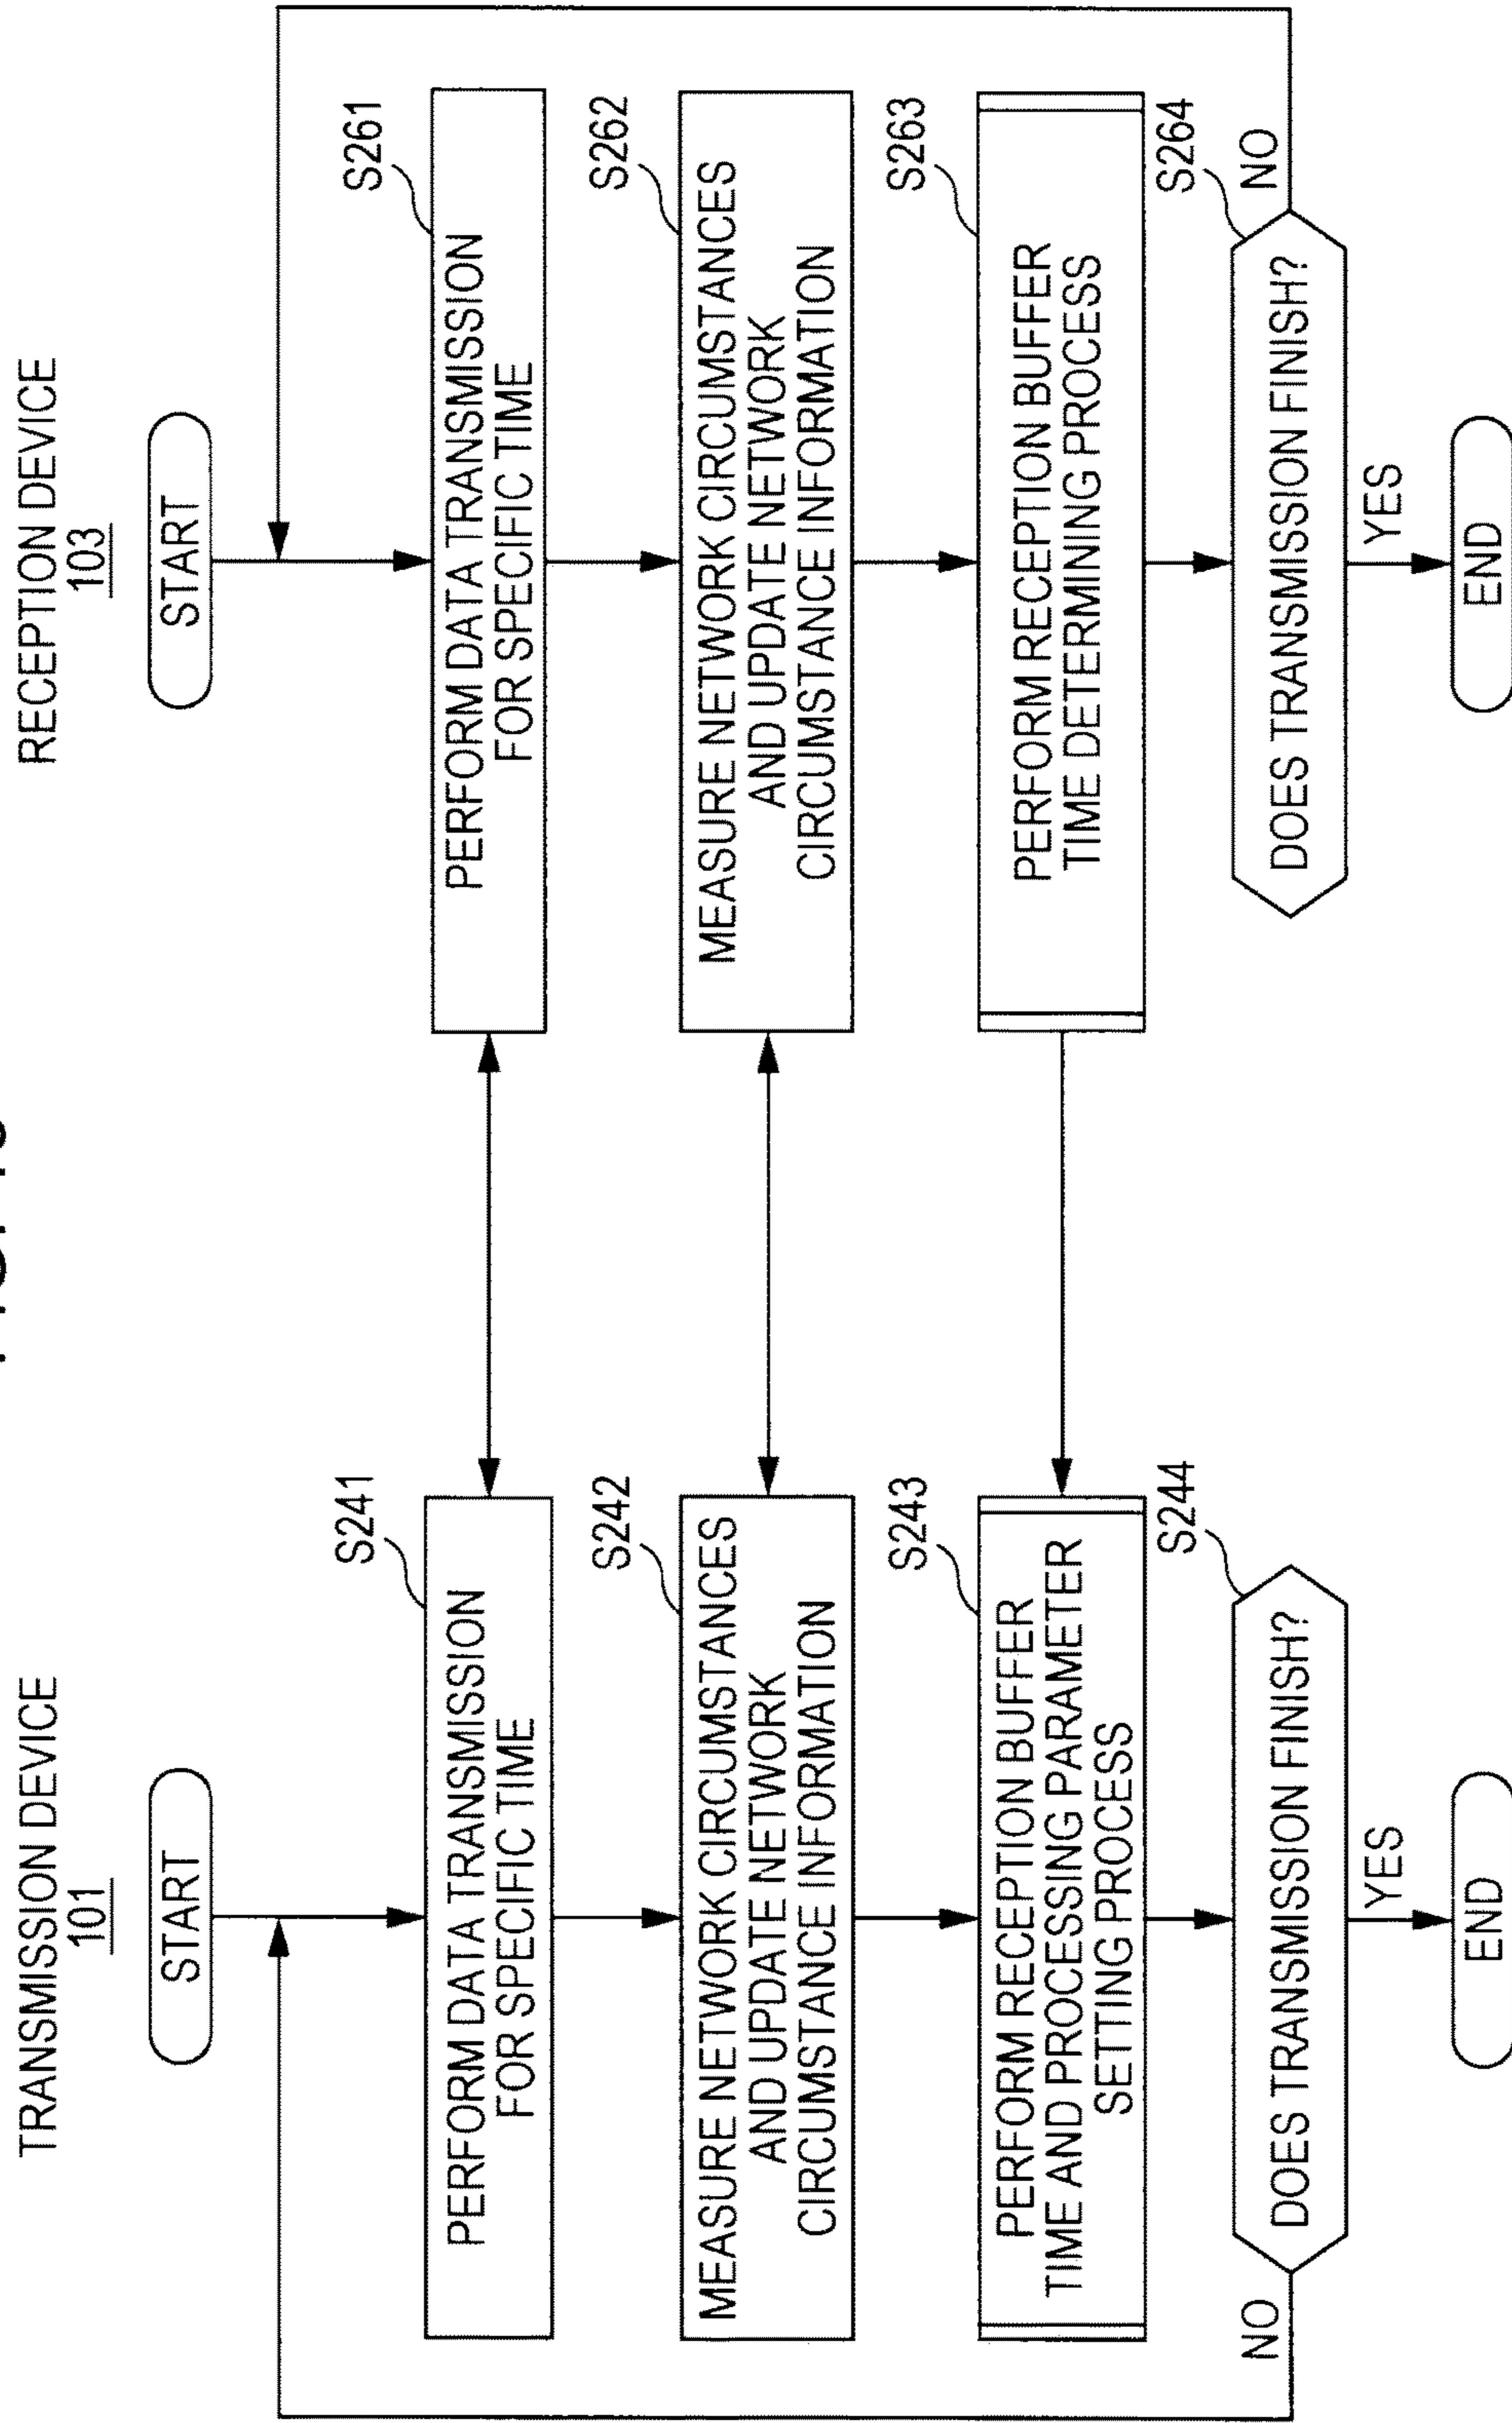 TRANSMISSION DEVICE
101
START
S241
PERFORM DATA TRANSMISSION
FOR SPECIFIC TIME
S242
MEASURE NETWORK CIRCUMSTANCES
AND UPDATE NETWORK
CIRCUMSTANCE INFORMATION
S243
PERFORM RECEPTION BUFFER
TIME AND PROCESSING PARAMETER
SETTING PROCESS
S244
DOES TRANSMISSION FINISH?
NO
YES
END
RECEPTION DEVICE
103
START
S261
PERFORM DATA TRANSMISSION
FOR SPECIFIC TIME
S262
MEASURE NETWORK CIRCUMSTANCES
AND UPDATE NETWORK
CIRCUMSTANCE INFORMATION
S263
PERFORM RECEPTION BUFFER
TIME DETERMINING PROCESS
S264
DOES TRANSMISSION FINISH?
NO
YES
END